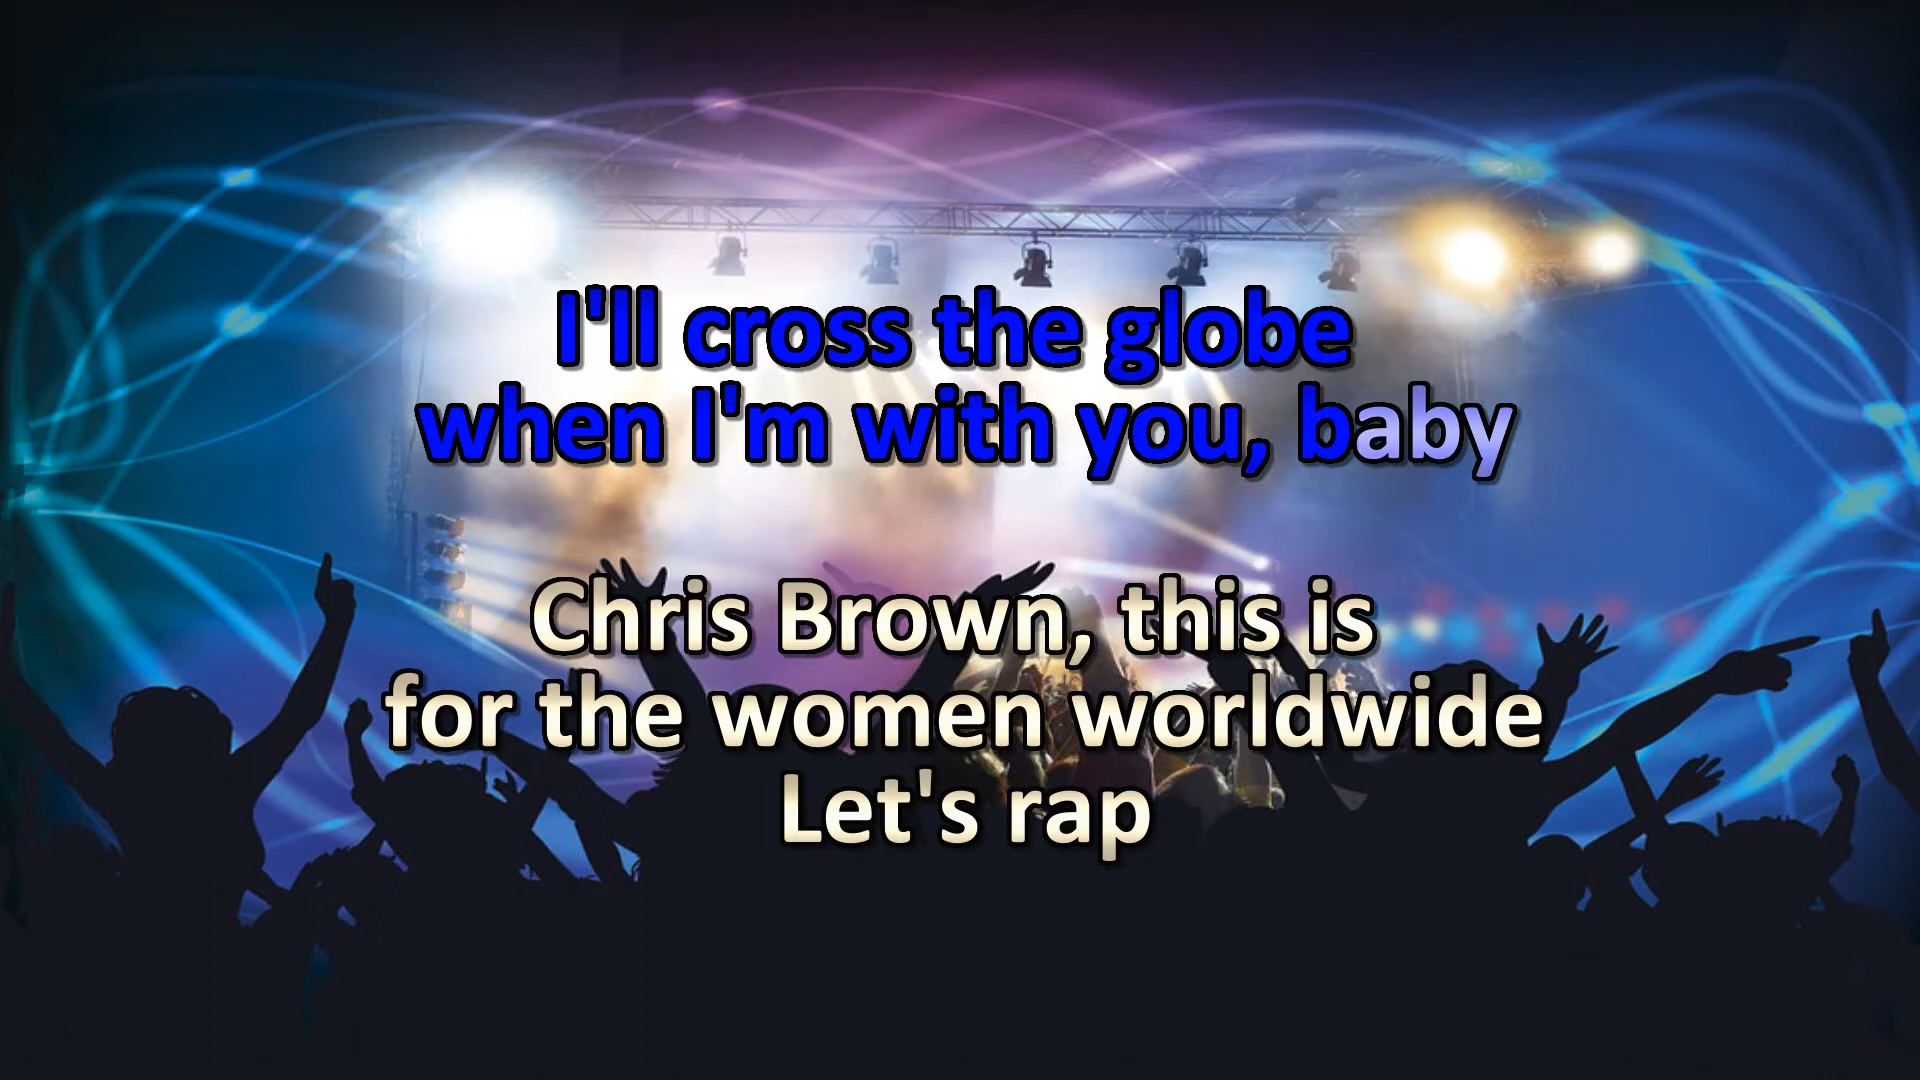 I'll cross the globe
when I'm with you, baby
Chris Brown, this is
for the women worldwide
Let's rap